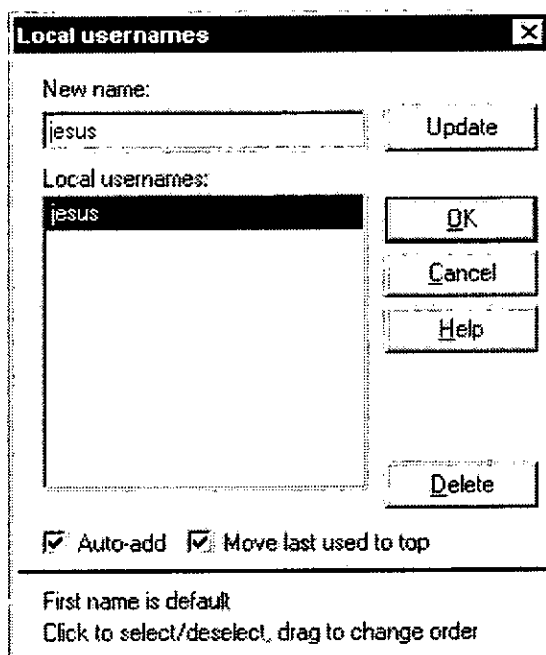 Local usernames
New name:
jesus
Update
Local usernames:
jesus
OK
Cancel
Help
Delete
Auto-add
Move last used to top
First name is default
Click to select/deselect, drag to change order